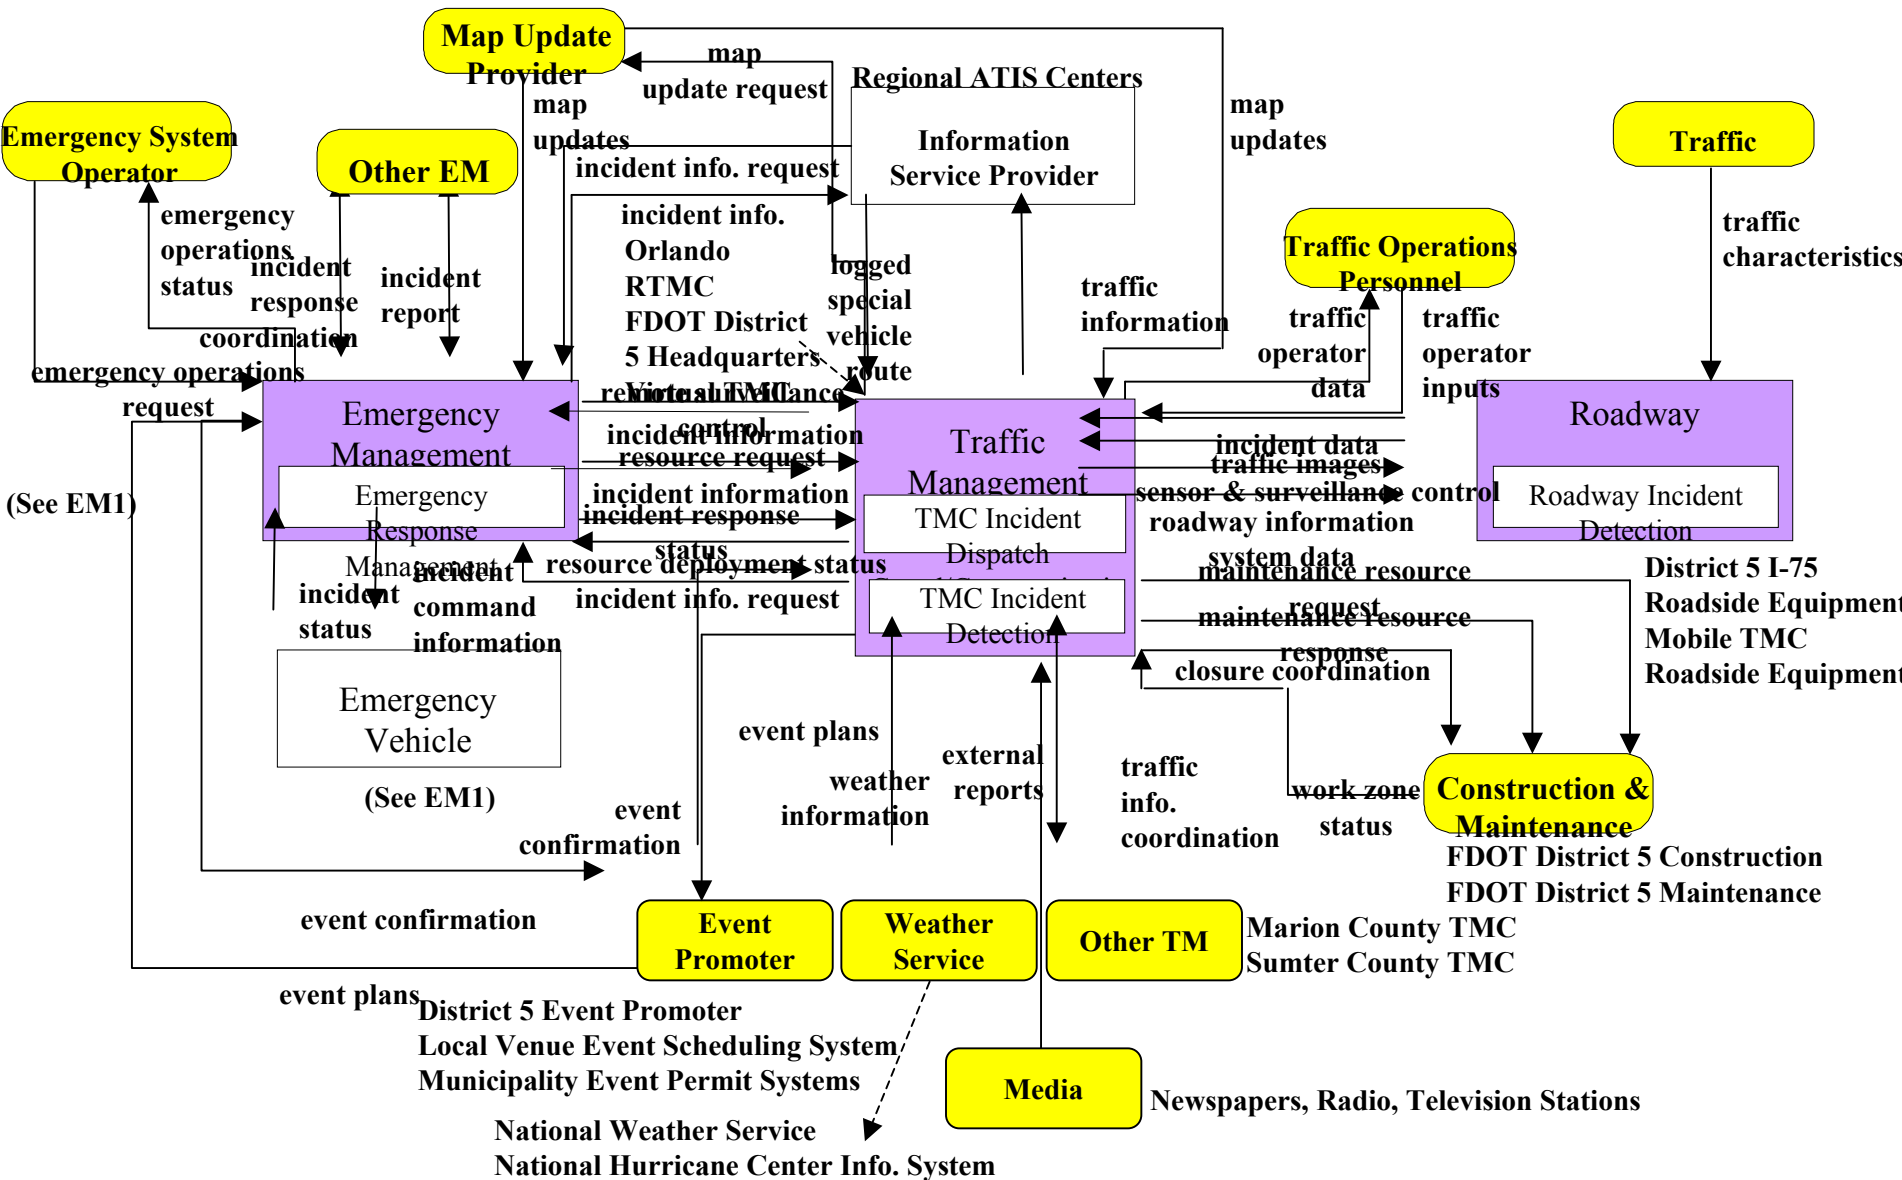 Map Update
Provider
map
update request
Regional ATIS Centers
map
updates
map
updates
Emergency System
Operator
Other EM
Information
Service Provider
Traffic
incident info. request
emergency
operations
status
incident
response
coordination
incident
report
incident info.
Orlando
RTMC
FDOT District
5 Headquarters
Virtual TMC
logged
special
vehicle
route
traffic
information
Traffic Operations
Personnel
traffic
characteristics
traffic
operator
data
traffic
operator
inputs
emergency operations
request
remote surveillance
control
Emergency
Management
Traffic
Management
Roadway
incident information
resource request
incident data
traffic images
(See EM1)
Emergency
Response
Management
incident information
incident response
status
TMC Incident
Dispatch
sensor & surveillance control
roadway information
system data
Roadway Incident
Detection
resource deployment status
incident info. request
TMC Incident
Detection
maintenance resource
request
maintenance resource
response
closure coordination
District 5 I-75
Roadside Equipment
Mobile TMC
Roadside Equipment
incident
status
incident
command
information
Emergency
Vehicle
(See EM1)
event plans
weather
information
external
reports
traffic
info.
coordination
work zone
status
Construction &
Maintenance
FDOT District 5 Construction
FDOT District 5 Maintenance
event
confirmation
event confirmation
Event
Promoter
Weather
Service
Other TM
Marion County TMC
Sumter County TMC
event plans
District 5 Event Promoter
Local Venue Event Scheduling System
Municipality Event Permit Systems
Media
Newspapers, Radio, Television Stations
National Weather Service
National Hurricane Center Info. System